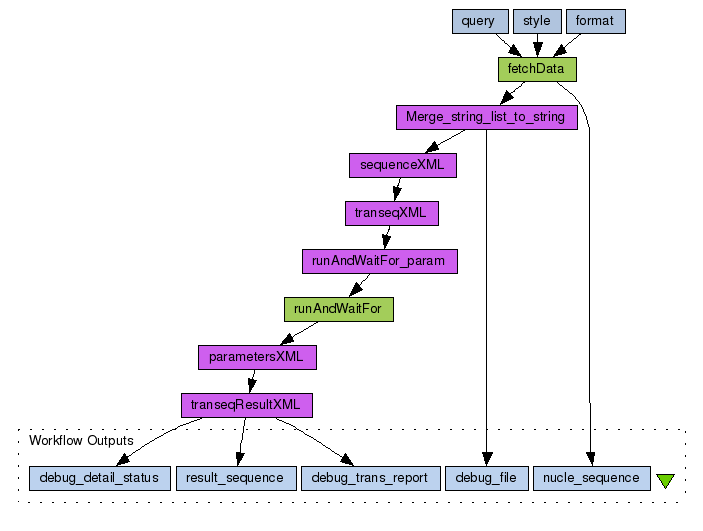 query style format
fetchData
Merge_string_list_to_string
sequenceXML
transeqXML
runAndWaitFor_param
runAndWaitFor
parametersXML
transeqResultXML
Workflow Outputs
debug_detail_status result_sequence debug_trans_report debug_file nucle_sequence